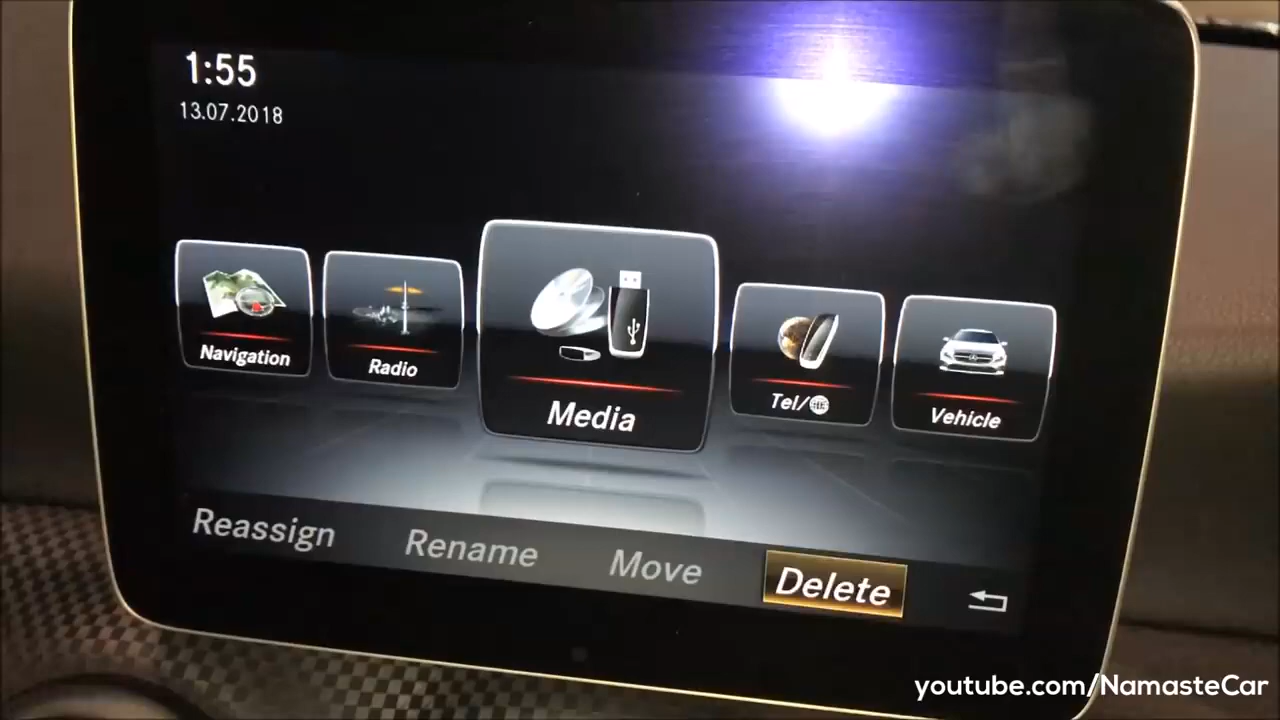 1:55
13.07.2018
Navigation
Radio
Media
Tel/
Vehicle
Reassign
Rename
Move
Delete
youtube.com/NamasteCar